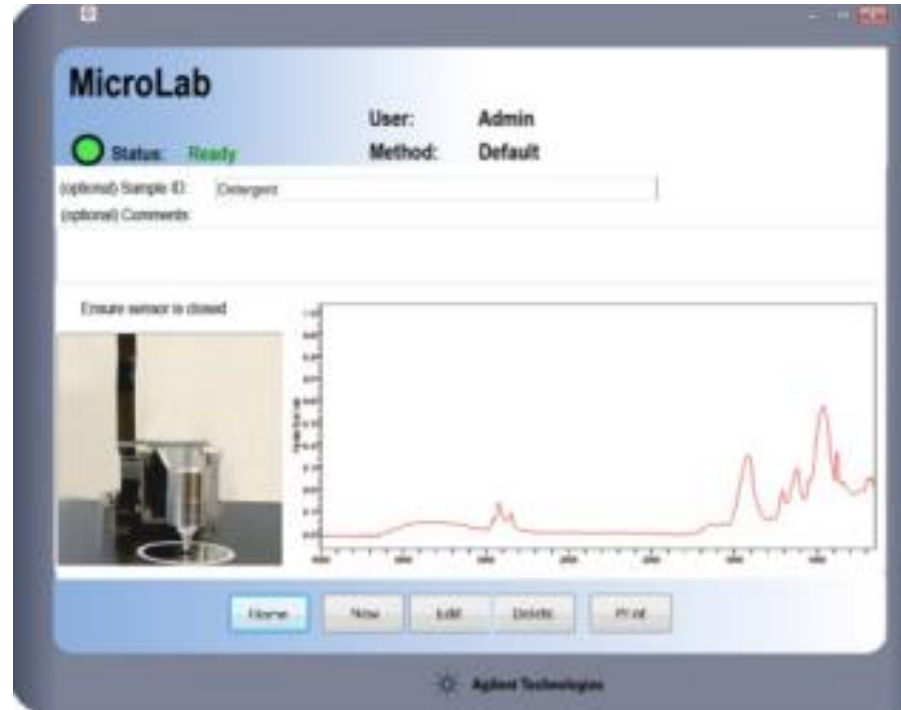 MicroLab
User: Admin
Status: Ready
Method: Default
(optional) Sample ID: Detergent
(optional) Comments:
Ensure sensor is closed
Home New Edit Delete Print
Agilent Technologies